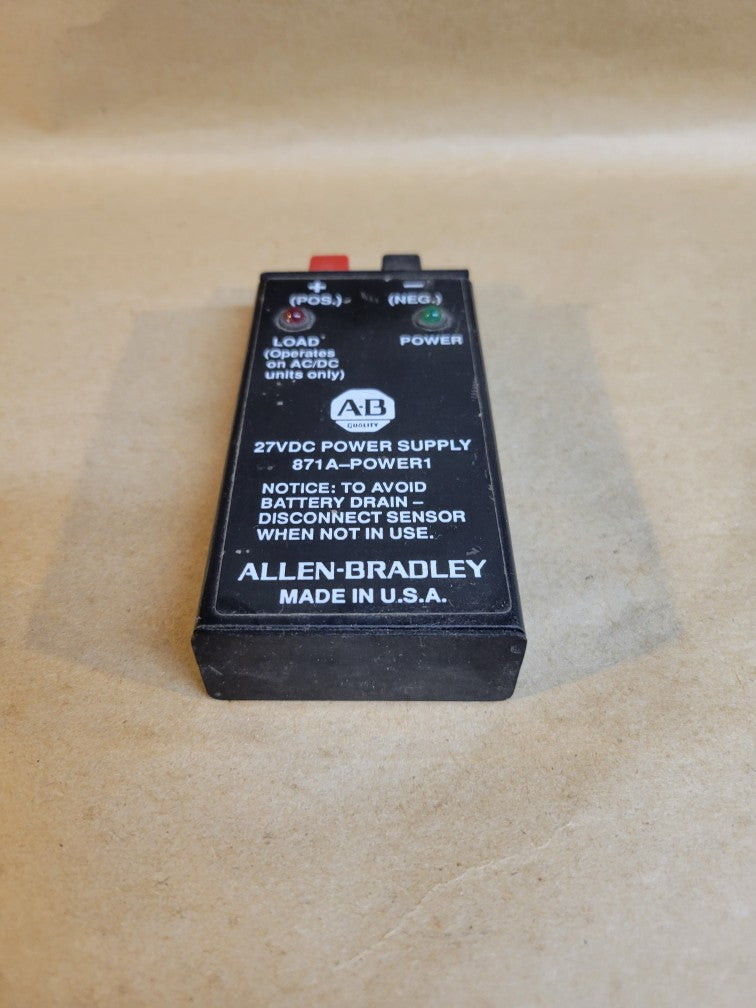 + −
(POS.) (NEG.)
LOAD POWER
(Operates
on AC/DC
units only)
A·B
QUALITY
27VDC POWER SUPPLY
871A–POWER1
NOTICE: TO AVOID
BATTERY DRAIN –
DISCONNECT SENSOR
WHEN NOT IN USE.
ALLEN-BRADLEY
MADE IN U.S.A.